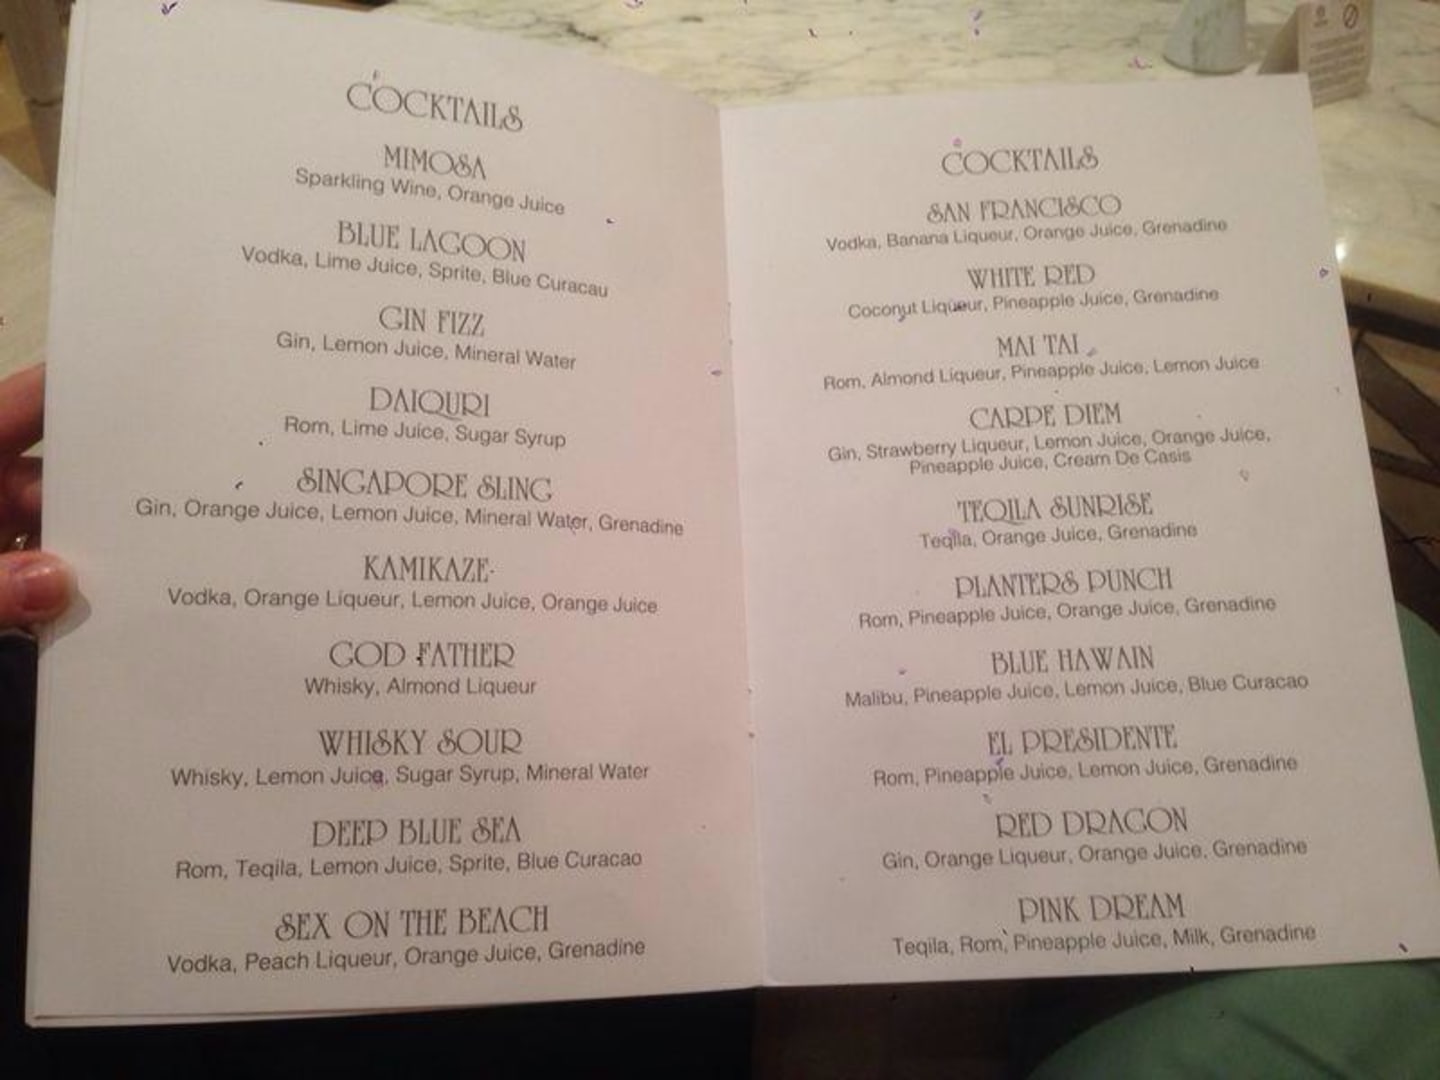 COCKTAILS
MIMOSA
Sparkling Wine, Orange Juice
BLUE LAGOON
Vodka, Lime Juice, Sprite, Blue Curacau
GIN FIZZ
Gin, Lemon Juice, Mineral Water
DAIQURI
Rom, Lime Juice, Sugar Syrup
SINGAPORE SLING
Gin, Orange Juice, Lemon Juice, Mineral Water, Grenadine
KAMIKAZE
Vodka, Orange Liqueur, Lemon Juice, Orange Juice
GOD FATHER
Whisky, Almond Liqueur
WHISKY SOUR
Whisky, Lemon Juice, Sugar Syrup, Mineral Water
DEEP BLUE SEA
Rom, Teqila, Lemon Juice, Sprite, Blue Curacao
SEX ON THE BEACH
Vodka, Peach Liqueur, Orange Juice, Grenadine
COCKTAILS
SAN FRANCISCO
Vodka, Banana Liqueur, Orange Juice, Grenadine
WHITE RED
Coconut Liqueur, Pineapple Juice, Grenadine
MAI TAI
Rom, Almond Liqueur, Pineapple Juice, Lemon Juice
CARPE DIEM
Gin, Strawberry Liqueur, Lemon Juice, Orange Juice,
Pineapple Juice, Cream De Casis
TEQILA SUNRISE
Teqila, Orange Juice, Grenadine
PLANTERS PUNCH
Rom, Pineapple Juice, Orange Juice, Grenadine
BLUE HAWAIN
Malibu, Pineapple Juice, Lemon Juice, Blue Curacao
EL PRESIDENTE
Rom, Pineapple Juice, Lemon Juice, Grenadine
RED DRAGON
Gin, Orange Liqueur, Orange Juice, Grenadine
PINK DREAM
Teqila, Rom, Pineapple Juice, Milk, Grenadine